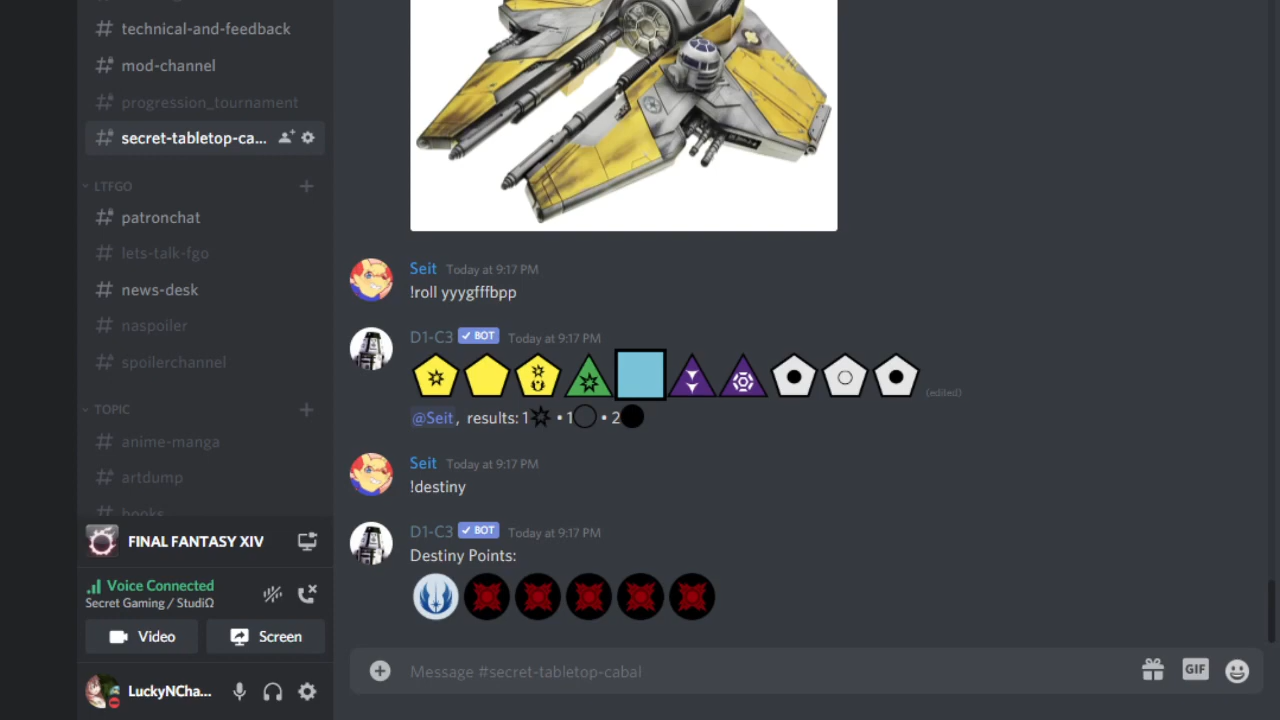 technical-and-feedback
mod-channel
progression_tournament
secret-tabletop-ca...
LTFGO
patronchat
lets-talk-fgo
news-desk
naspoiler
spoilerchannel
TOPIC
anime-manga
artdump
books
FINAL FANTASY XIV
Voice Connected
Secret Gaming / StudiΩ
Video
Screen
LuckyNCha...
Seit Today at 9:17 PM
!roll yyygfffbpp
D1-C3 ✓ BOT Today at 9:17 PM
(edited)
@Seit, results: 1 • 1 • 2
Seit Today at 9:17 PM
!destiny
D1-C3 ✓ BOT Today at 9:17 PM
Destiny Points:
Message #secret-tabletop-cabal
GIF